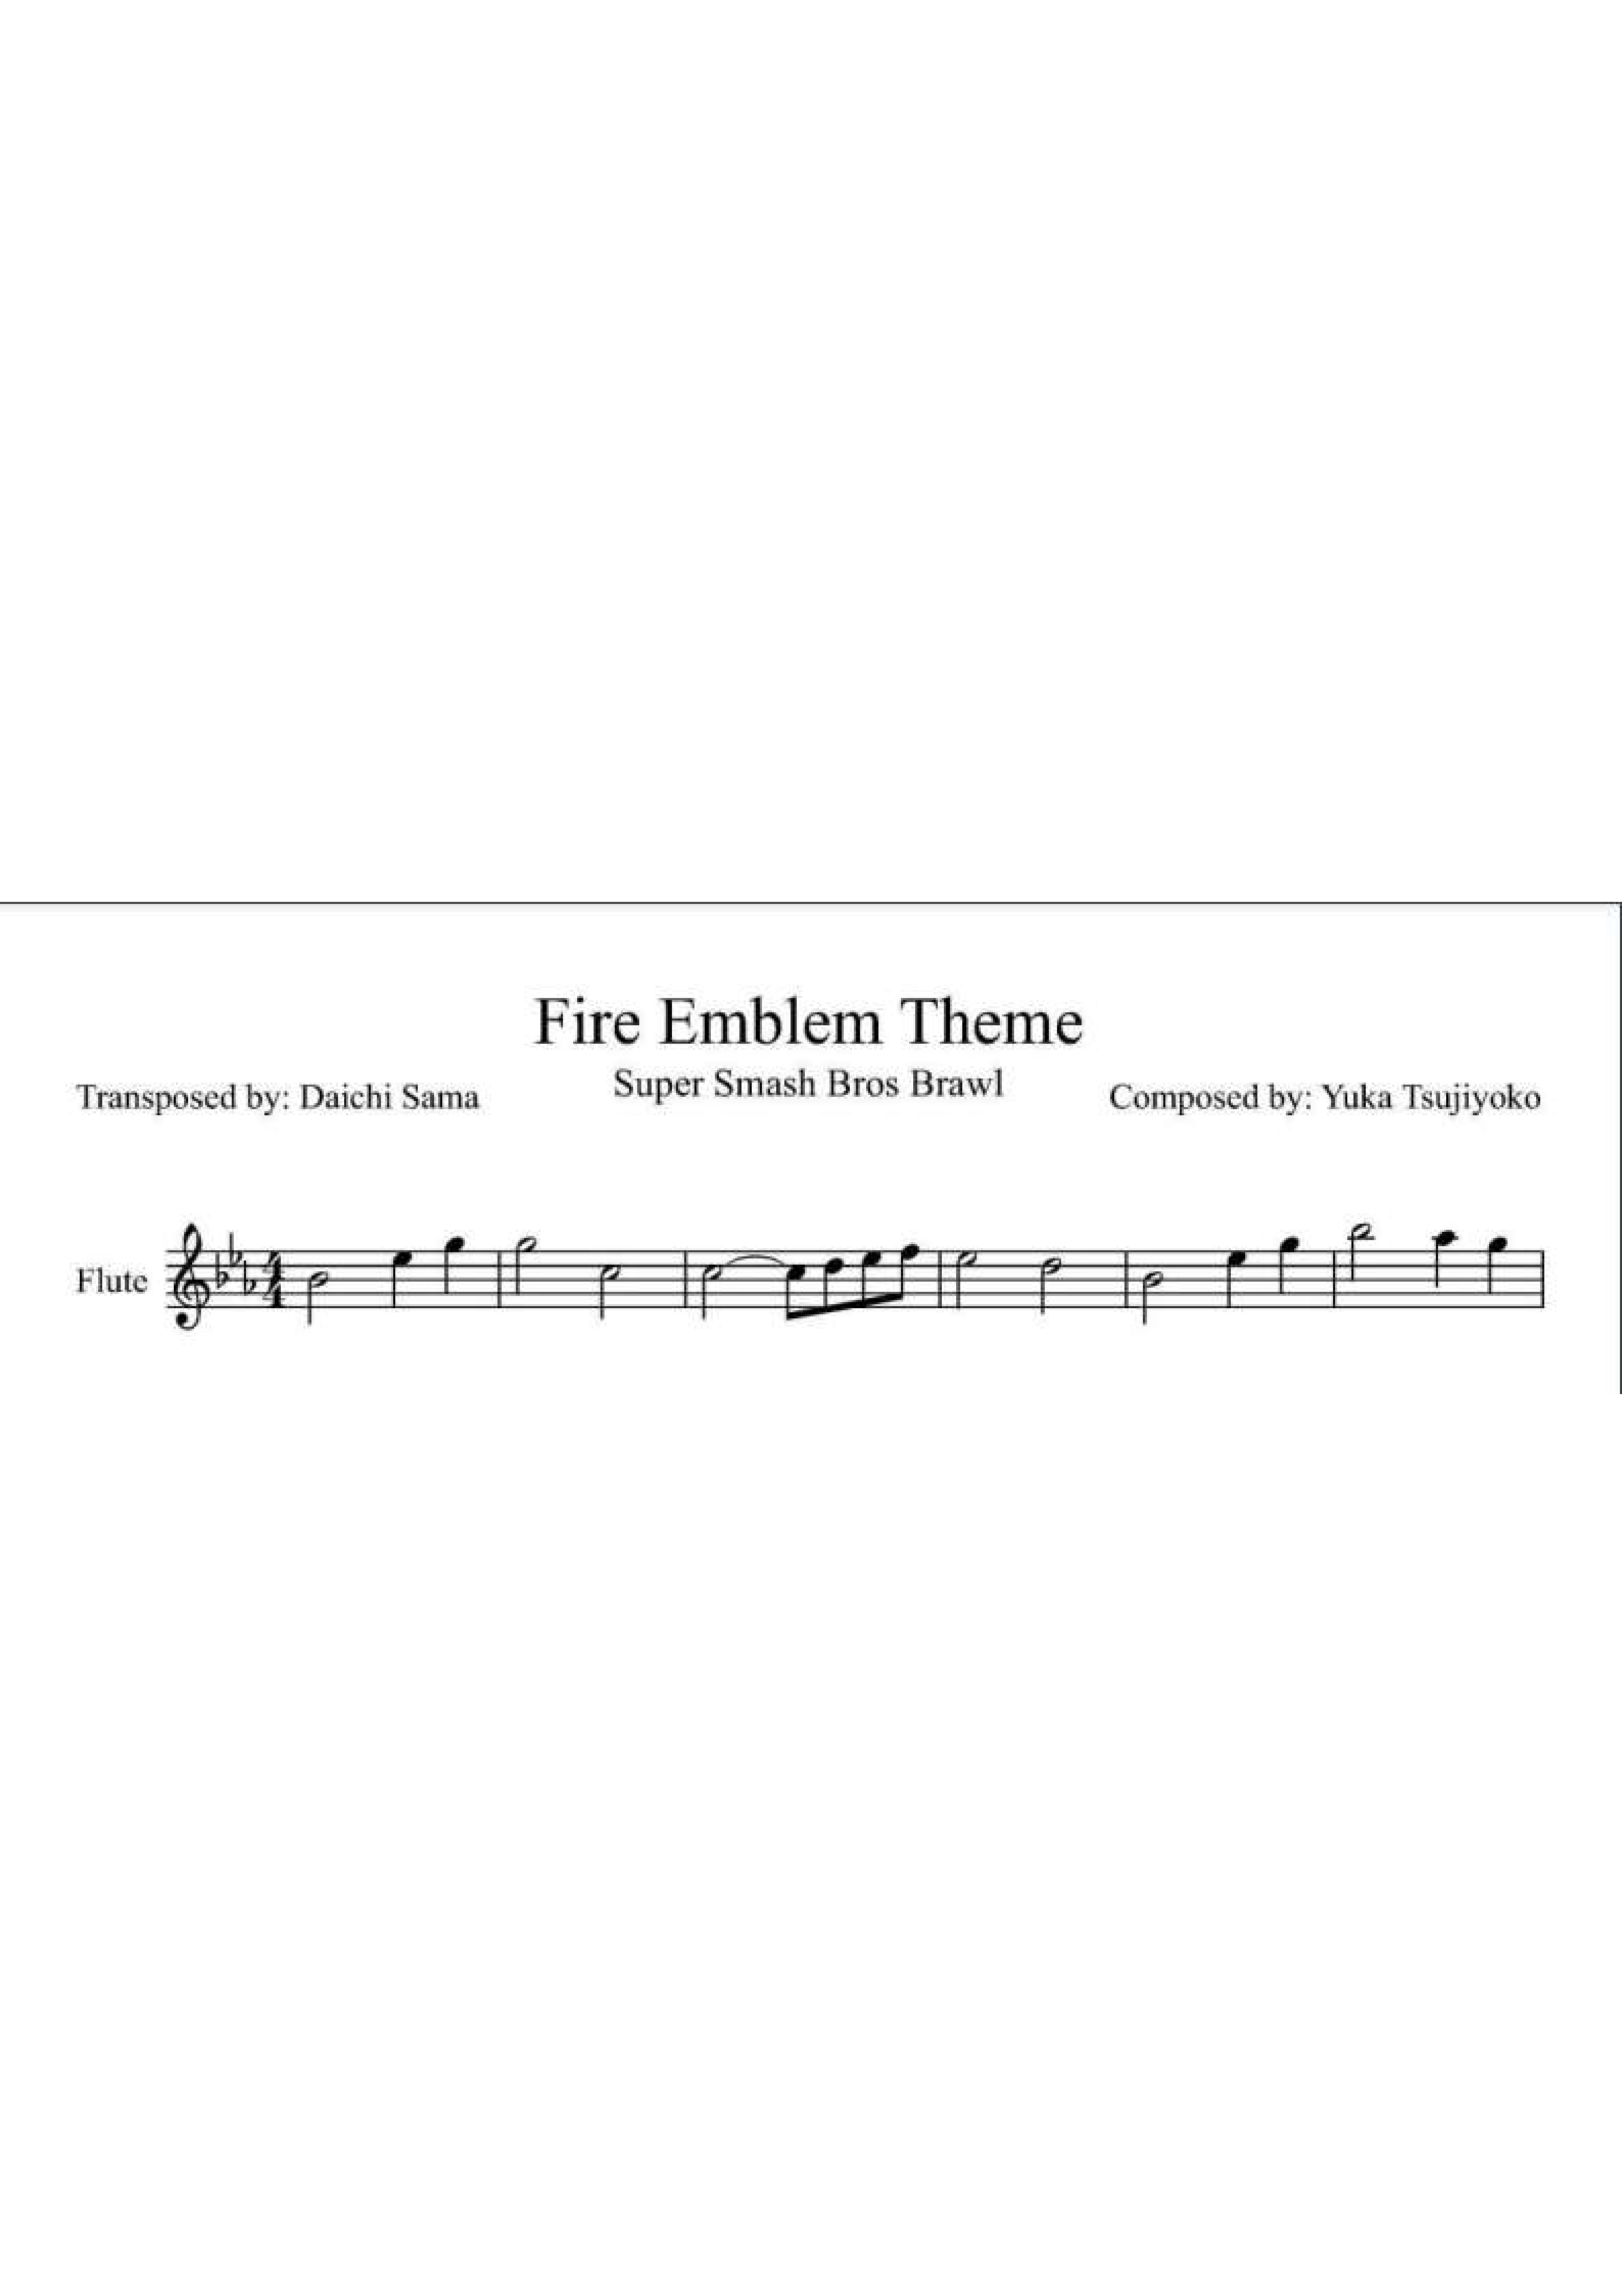 Fire Emblem Theme
Super Smash Bros Brawl
Transposed by: Daichi Sama
Composed by: Yuka Tsujiyoko
Flute